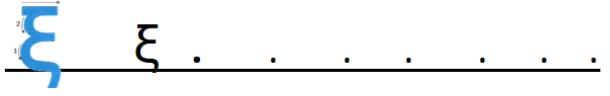 ξ ξ . . . . . . .